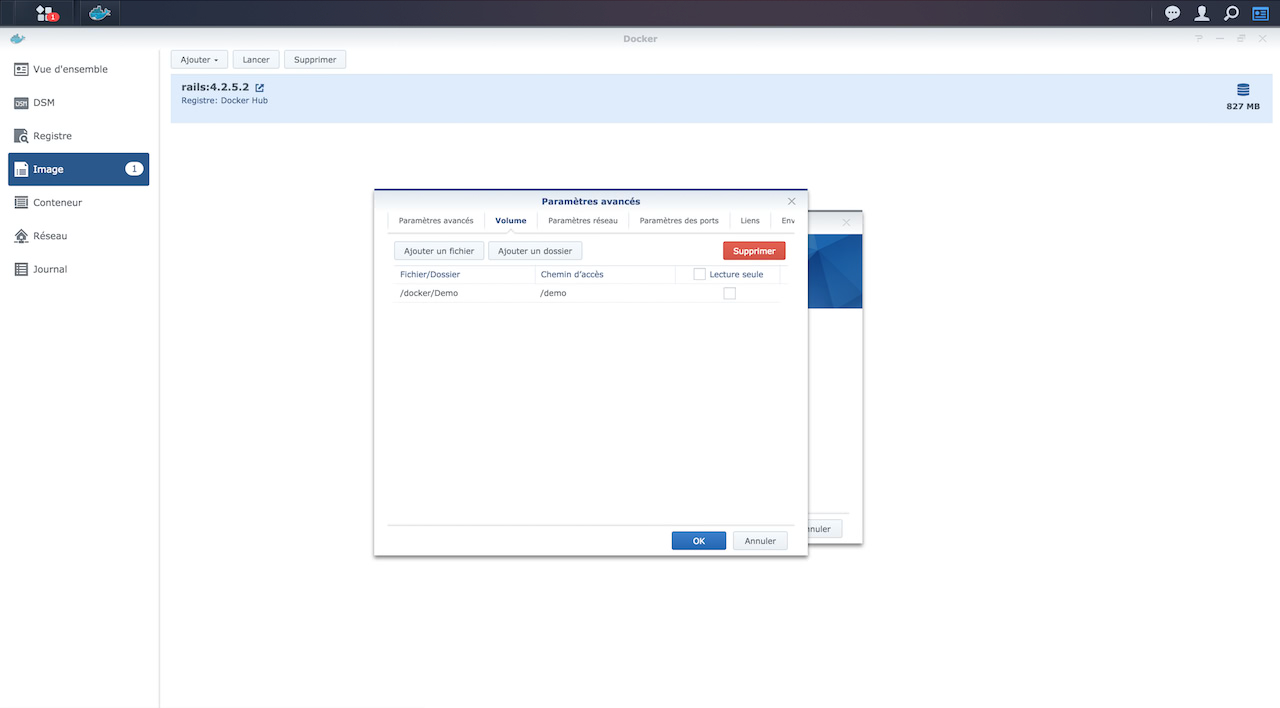 1
Docker
Vue d'ensemble
DSM
DSM
Registre
Image 1
Conteneur
Réseau
Journal
Ajouter Lancer Supprimer
rails:4.2.5.2
Registre: Docker Hub
827 MB
Paramètres avancés
Paramètres avancés Volume Paramètres réseau Paramètres des ports Liens Env
Ajouter un fichier Ajouter un dossier Supprimer
Fichier/Dossier Chemin d'accès Lecture seule
/docker/Demo /demo
OK Annuler
nnuler